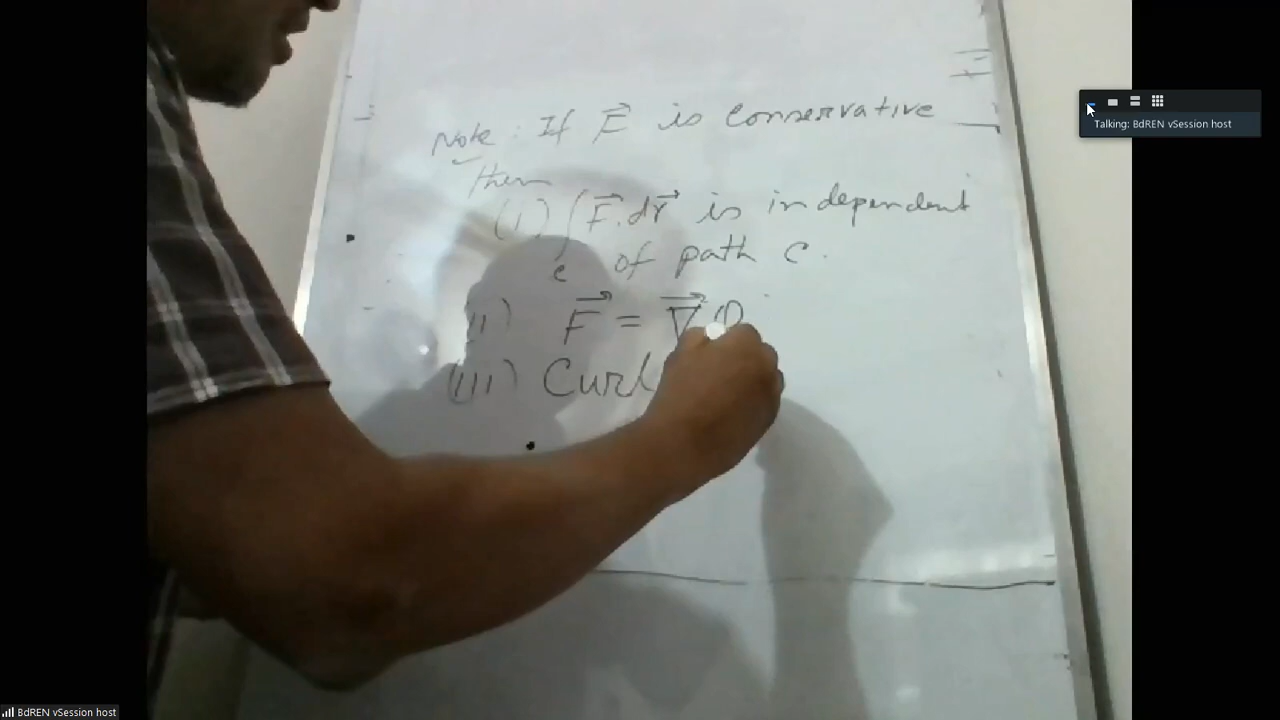 Note: If F⃗ is conservative
then
(i) ∫F⃗.dr⃗ is independent
c of path C.
(ii) F⃗ = ∇⃗φ
(iii) Curl
Talking: BdREN vSession host
BdREN vSession host